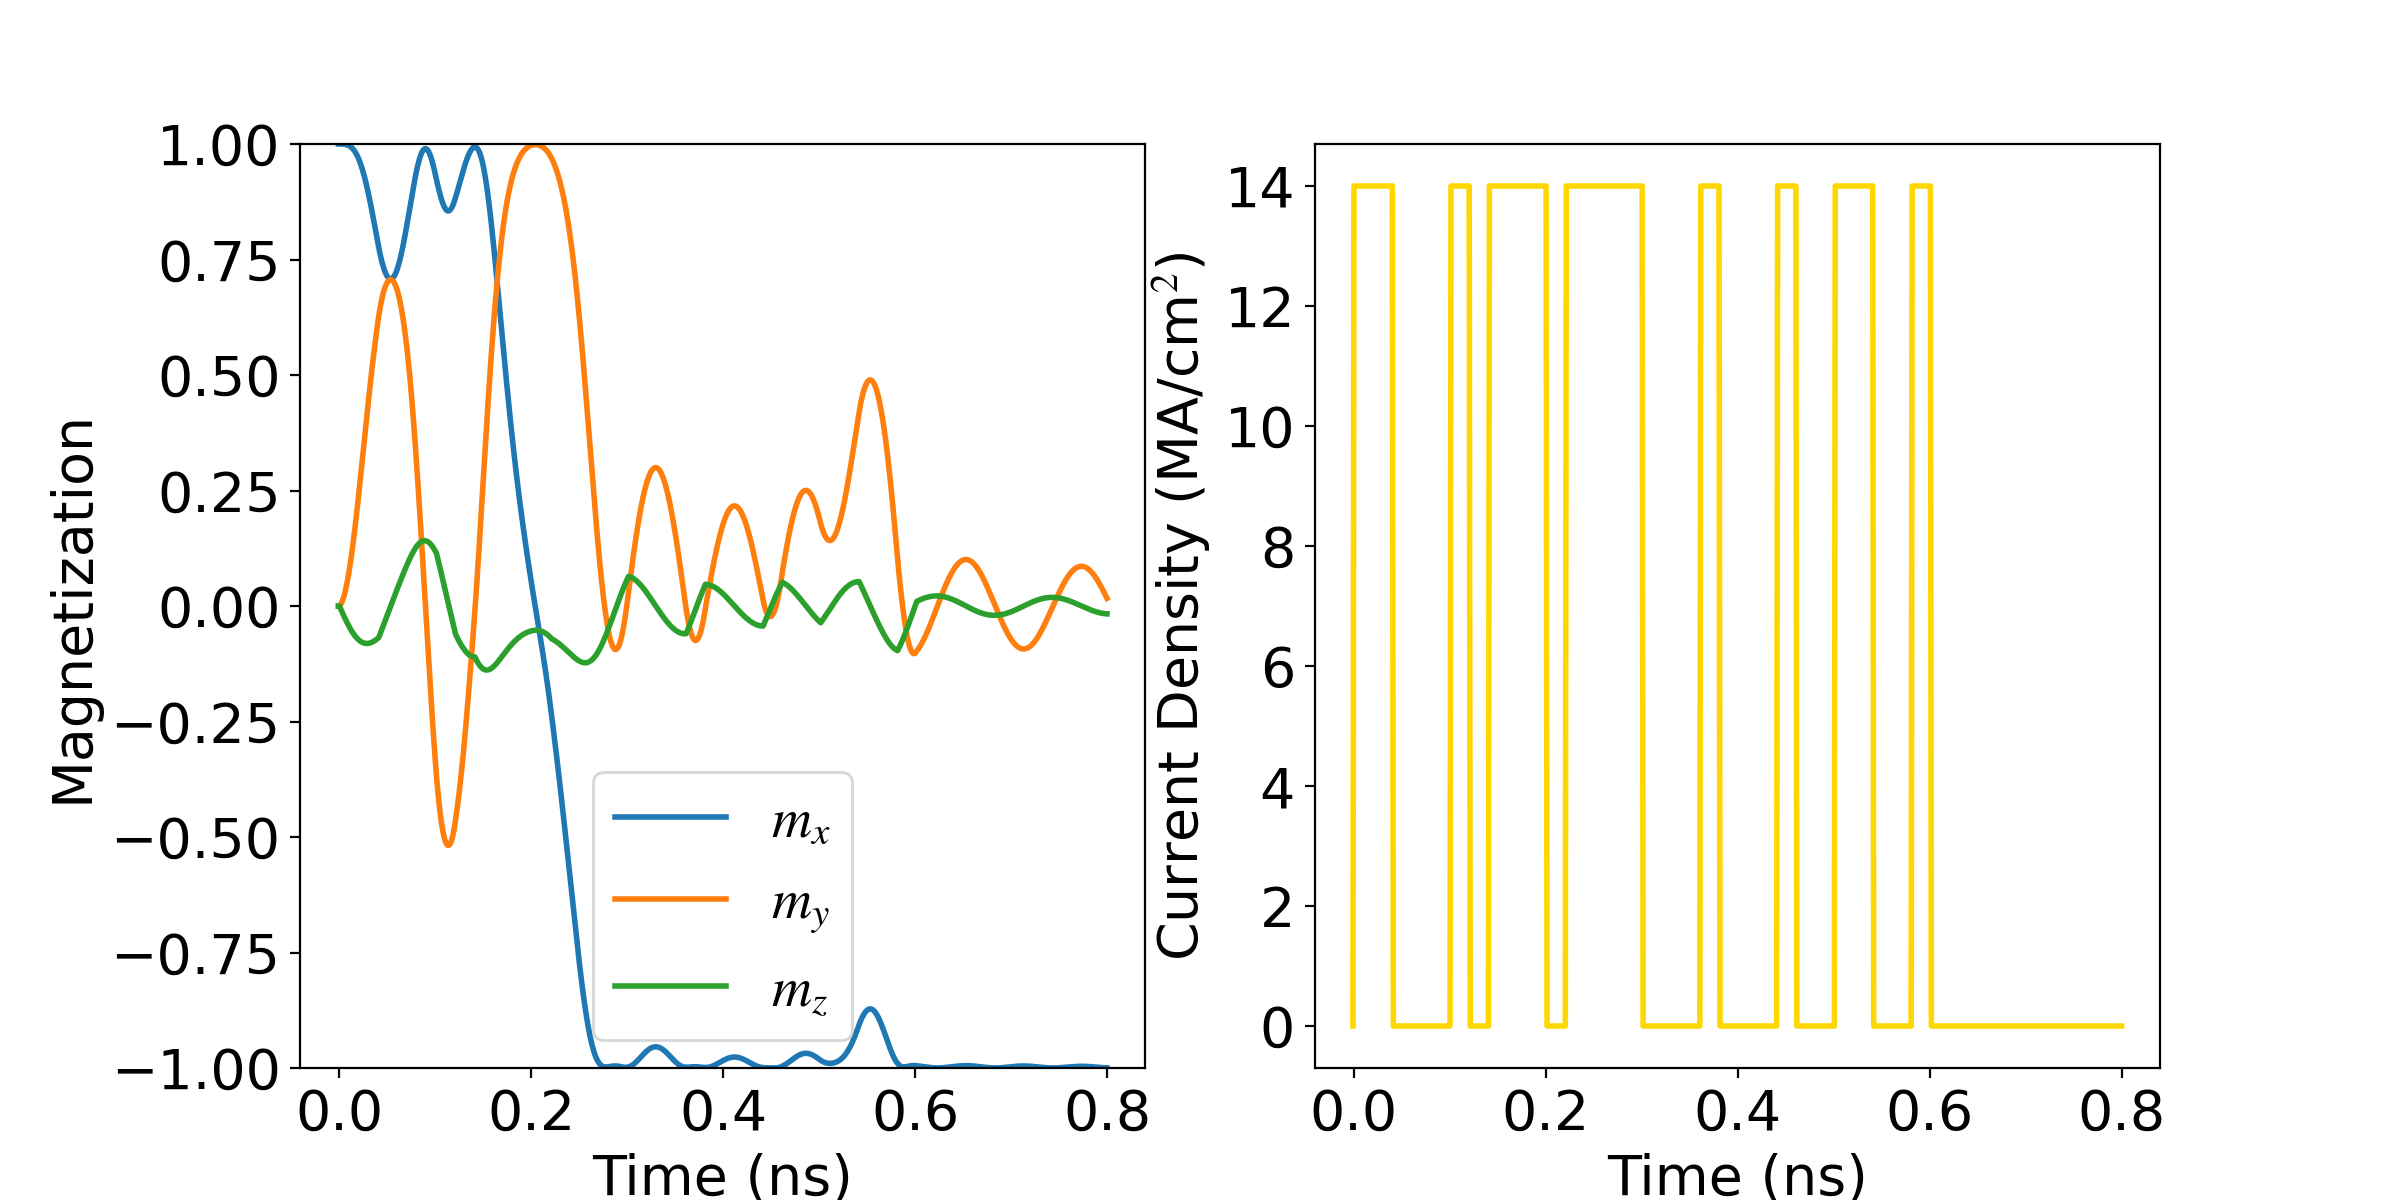 Magnetization
1.00
0.75
0.50
0.25
0.00
−0.25
−0.50
−0.75
−1.00
0.0 0.2 0.4 0.6 0.8
Time (ns)
m_x
m_y
m_z
Current Density (MA/cm²)
14
12
10
8
6
4
2
0
0.0 0.2 0.4 0.6 0.8
Time (ns)